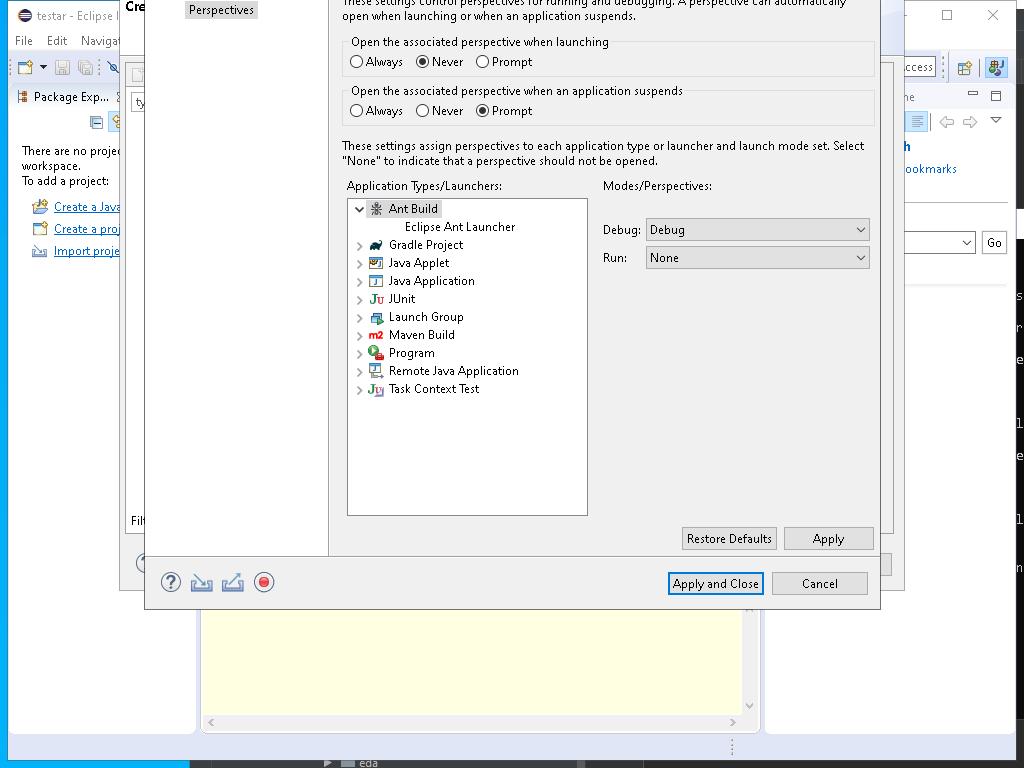 testar - Eclipse I
File Edit Navigat
Package Exp...
There are no proje
workspace.
To add a project:
Create a Java
Create a proj
Import proje
Cre
ty
Filt
Perspectives
These settings control perspectives for running and debugging. A perspective can automatically
open when launching or when an application suspends.
Open the associated perspective when launching
Always Never Prompt
Open the associated perspective when an application suspends
Always Never Prompt
These settings assign perspectives to each application type or launcher and launch mode set. Select
"None" to indicate that a perspective should not be opened.
Application Types/Launchers:
Ant Build
Eclipse Ant Launcher
Gradle Project
Java Applet
Java Application
JUnit
Launch Group
Maven Build
Program
Remote Java Application
Task Context Test
Modes/Perspectives:
Debug: Debug
Run: None
Restore Defaults Apply
Apply and Close Cancel
ccess
ne
h
ookmarks
Go
eda